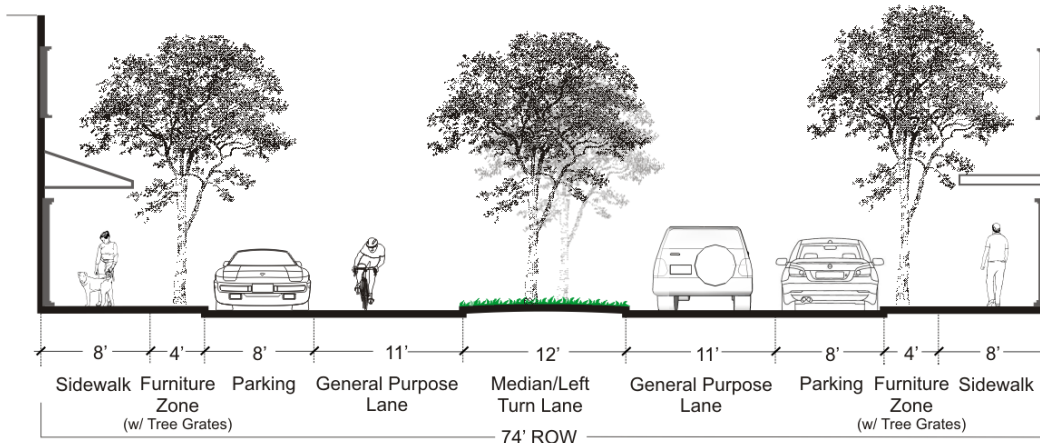 8’ 4’ 8’ 11’ 12’ 11’ 8’ 4’ 8’
Sidewalk Furniture Parking General Purpose Median/Left General Purpose Parking Furniture Sidewalk
Zone Lane Turn Lane Lane Zone
(w/ Tree Grates) (w/ Tree Grates)
74’ ROW